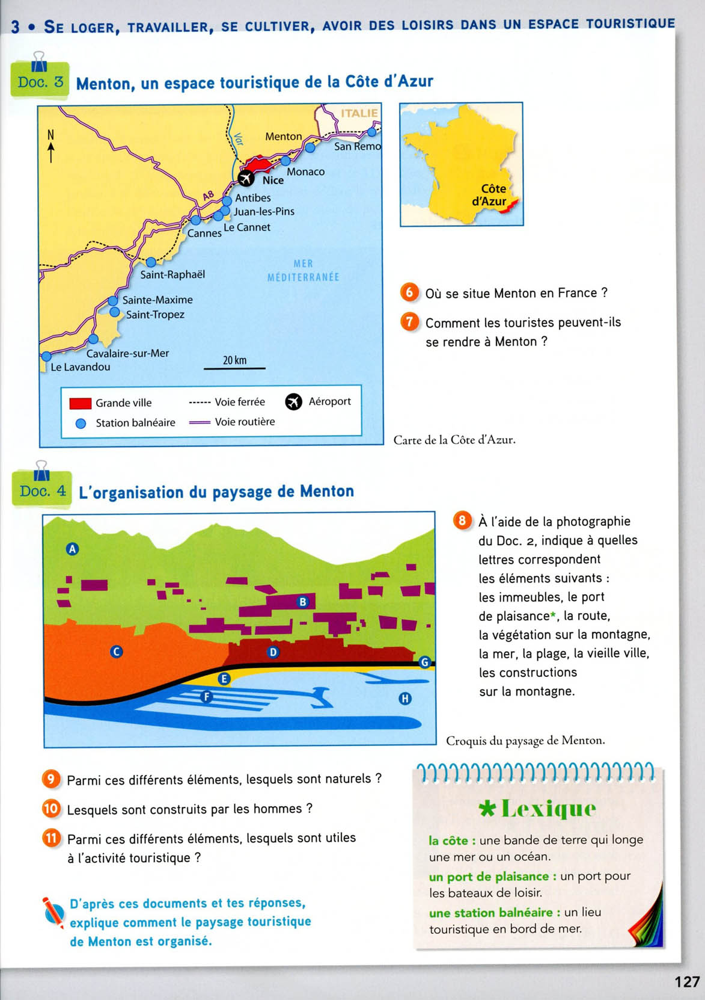 3 • SE LOGER, TRAVAILLER, SE CULTIVER, AVOIR DES LOISIRS DANS UN ESPACE TOURISTIQUE
Doc. 3 Menton, un espace touristique de la Côte d'Azur
ITALIE
N
Var
Menton
San Remo
Monaco
Nice
A8
Antibes
Juan-les-Pins
Le Cannet
Cannes
MER
MÉDITERRANÉE
Saint-Raphaël
Sainte-Maxime
Saint-Tropez
Cavalaire-sur-Mer
Le Lavandou
20 km
Grande ville
Voie ferrée
Aéroport
Station balnéaire
Voie routière
Côte
d'Azur
6 Où se situe Menton en France ?
7 Comment les touristes peuvent-ils
se rendre à Menton ?
Carte de la Côte d'Azur.
Doc. 4 L'organisation du paysage de Menton
A
B
C
D
G
E
F
H
8 À l'aide de la photographie
du Doc. 2, indique à quelles
lettres correspondent
les éléments suivants :
les immeubles, le port
de plaisance*, la route,
la végétation sur la montagne,
la mer, la plage, la vieille ville,
les constructions
sur la montagne.
Croquis du paysage de Menton.
9 Parmi ces différents éléments, lesquels sont naturels ?
10 Lesquels sont construits par les hommes ?
11 Parmi ces différents éléments, lesquels sont utiles
à l'activité touristique ?
D'après ces documents et tes réponses,
explique comment le paysage touristique
de Menton est organisé.
* Lexique
la côte : une bande de terre qui longe
une mer ou un océan.
un port de plaisance : un port pour
les bateaux de loisir.
une station balnéaire : un lieu
touristique en bord de mer.
127